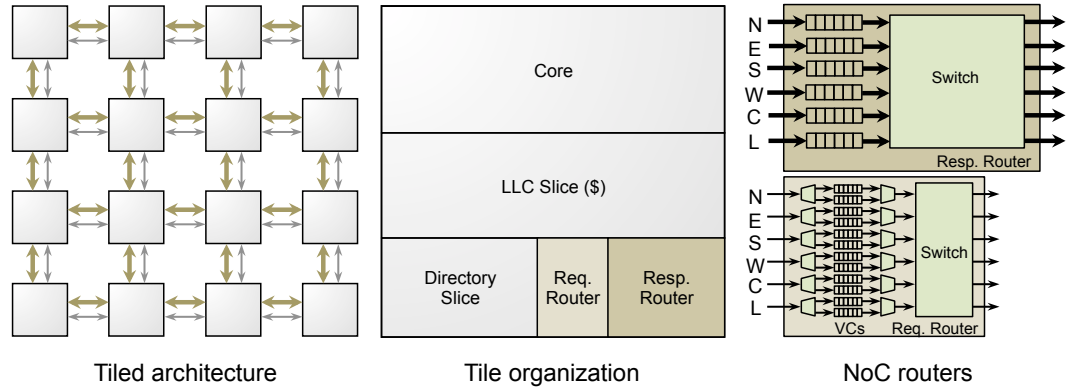 Core
LLC Slice ($)
Directory
Slice
Req.
Router
Resp.
Router
N
E
S
W
C
L
Switch
Resp. Router
N
E
S
W
C
L
Switch
VCs
Req. Router
Tiled architecture
Tile organization
NoC routers